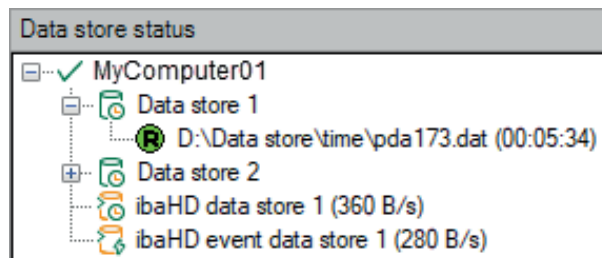 Data store status
MyComputer01
Data store 1
R D:\Data store\time\pda173.dat (00:05:34)
Data store 2
ibaHD data store 1 (360 B/s)
ibaHD event data store 1 (280 B/s)